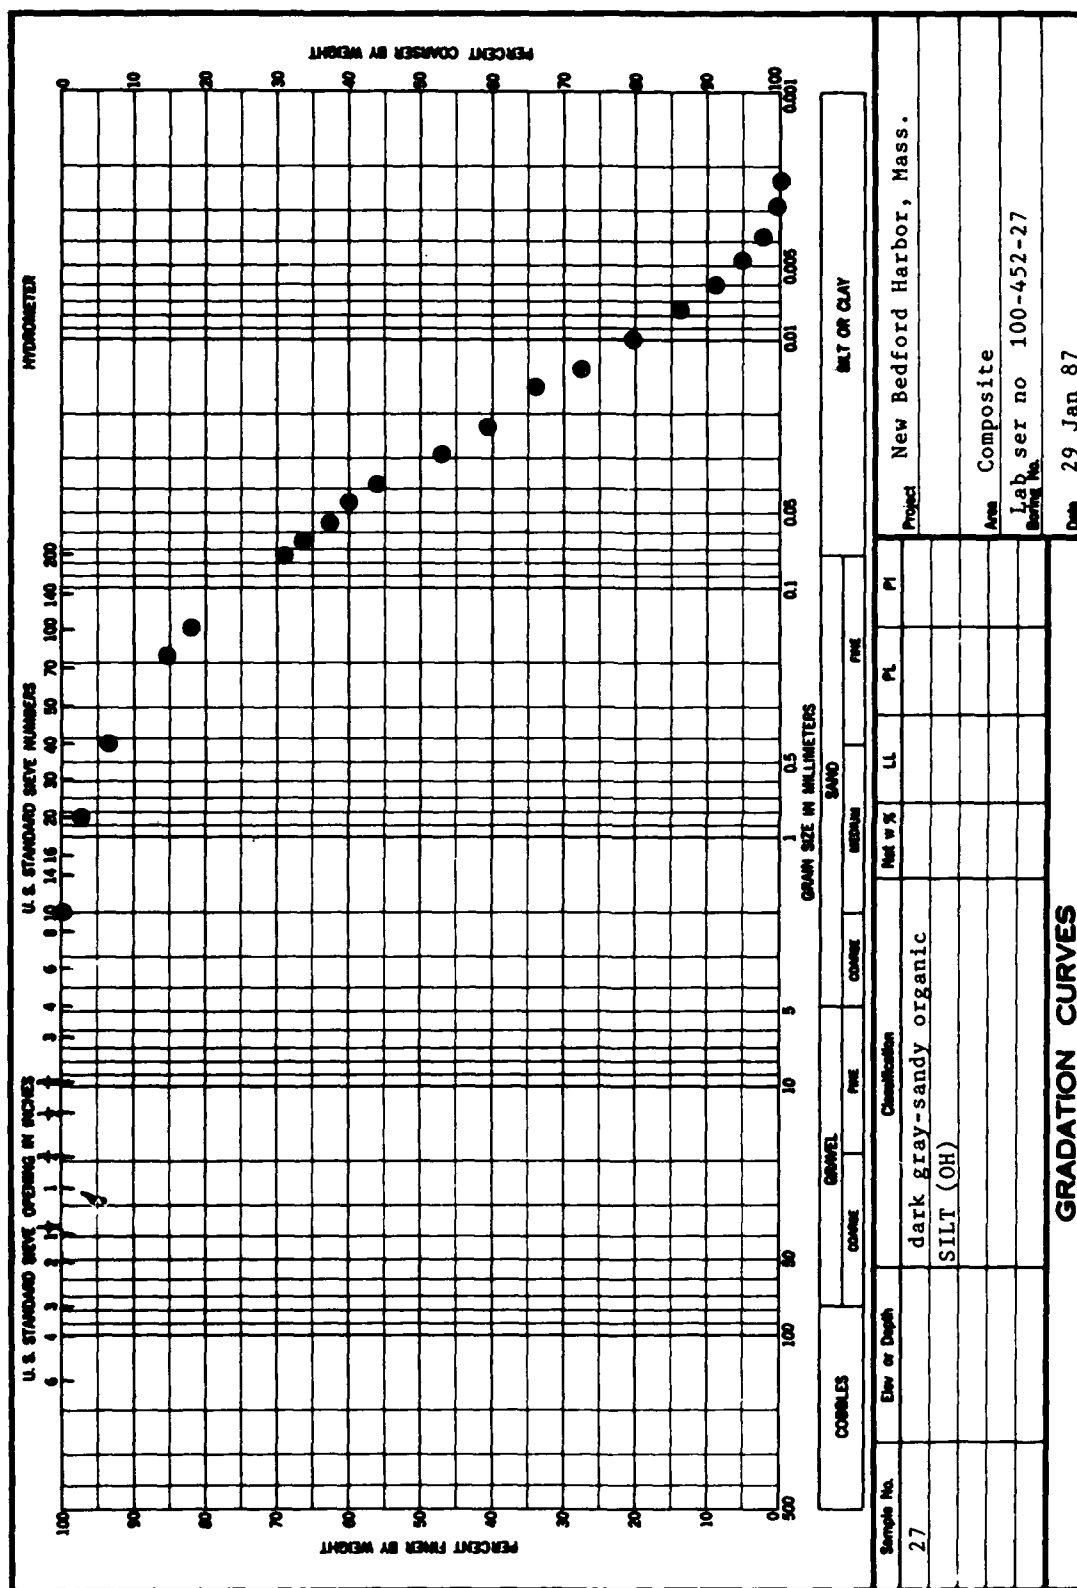 U. S. STANDARD SIEVE OPENING IN INCHES
U. S. STANDARD SIEVE NUMBERS
HYDROMETER
6 4 3 2 1½ 1 ¾ ½ ⅜ 3 4 6 8 10 14 16 20 30 40 50 70 100 140 200
PERCENT FINER BY WEIGHT
100
90
80
70
60
50
40
30
20
10
0
PERCENT COARSER BY WEIGHT
0
10
20
30
40
50
60
70
80
90
100
500 100 50 10 5 1 0.5 0.1 0.05 0.01 0.005 0.001
GRAIN SIZE IN MILLIMETERS
COBBLES
GRAVEL
COARSE
FINE
SAND
COARSE
MEDIUM
FINE
SILT OR CLAY
Sample No.
Elev or Depth
Classification
Nat w %
LL
PL
PI
27
dark gray-sandy organic
SILT (OH)
Project New Bedford Harbor, Mass.
Area Composite
Lab ser no 100-452-27
Boring No.
Date 29 Jan 87
GRADATION CURVES